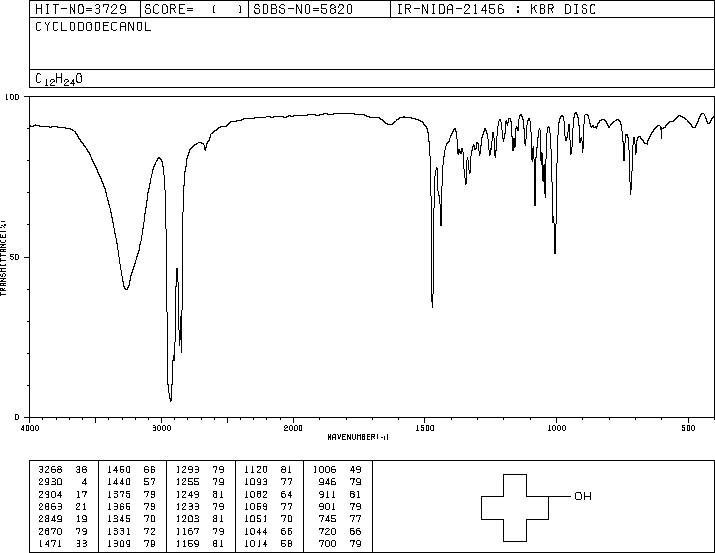 HIT-NO=3729 SCORE= ( ) SDBS-NO=5820 IR-NIDA-21456 : KBR DISC
CYCLODODECANOL
C12H24O
100
50
0
TRANSMITTANCE(%)
4000 3000 2000 1500 1000 500
WAVENUMBER(-1)
3268 38 1460 66 1293 79 1120 81 1006 49
2930 4 1440 57 1255 79 1093 77 946 79
2904 17 1375 79 1249 81 1082 64 911 81
2863 21 1366 79 1233 79 1059 77 901 79
2849 19 1345 70 1203 81 1051 70 745 77
2670 79 1331 72 1167 79 1044 66 720 66
1471 33 1309 79 1159 81 1014 58 700 79
OH